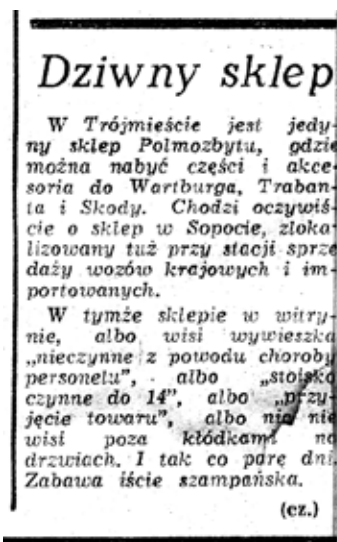 Dziwny sklep
W Trójmieście jest jedy-
ny sklep Polmozbytu, gdzie
można nabyć części i akce-
soria do Wartburga, Traban-
ta i Skody. Chodzi oczywiś-
cie o sklep w Sopocie, zloka-
lizowany tuż przy stacji sprze
daży wozów krajowych i im-
portowanych.
W tymże sklepie w witry-
nie, albo wisi wywieszka
„nieczynne z powodu choroby
personelu”, albo „stoisko
czynne do 14”, albo „przy-
jęcie towaru”, albo nic nie
wisi poza kłódkami na
drzwiach. I tak co parę dni.
Zabawa iście szampańska.
(cz.)